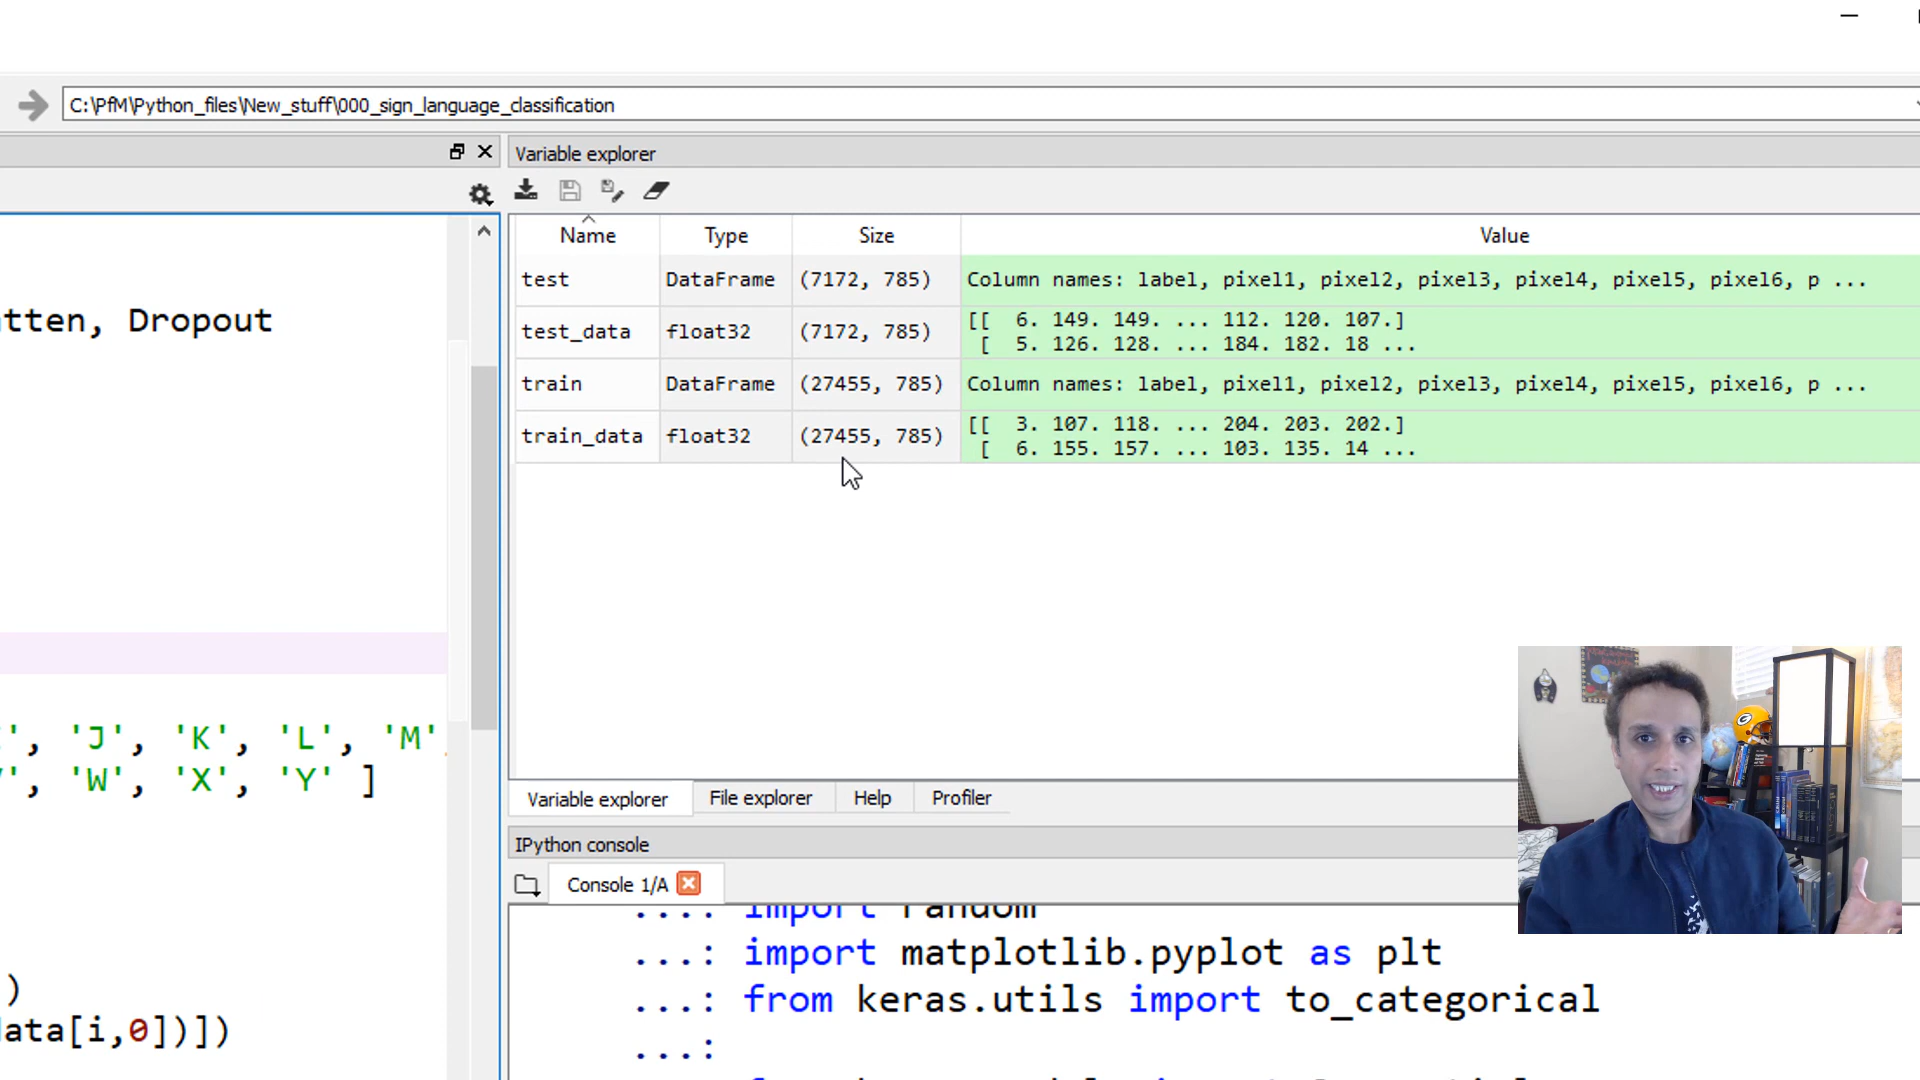 C:\PfM\Python_files\New_stuff\000_sign_language_classification
Variable explorer
Name Type Size Value
test DataFrame (7172, 785) Column names: label, pixel1, pixel2, pixel3, pixel4, pixel5, pixel6, p ...
test_data float32 (7172, 785) [[ 6. 149. 149. ... 112. 120. 107.]
[ 5. 126. 128. ... 184. 182. 18 ...
train DataFrame (27455, 785) Column names: label, pixel1, pixel2, pixel3, pixel4, pixel5, pixel6, p ...
train_data float32 (27455, 785) [[ 3. 107. 118. ... 204. 203. 202.]
[ 6. 155. 157. ... 103. 135. 14 ...
tten, Dropout
', 'J', 'K', 'L', 'M'
', 'W', 'X', 'Y' ]
)
data[i,0])])
Variable explorer File explorer Help Profiler
IPython console
Console 1/A
...: import random
...: import matplotlib.pyplot as plt
...: from keras.utils import to_categorical
...: